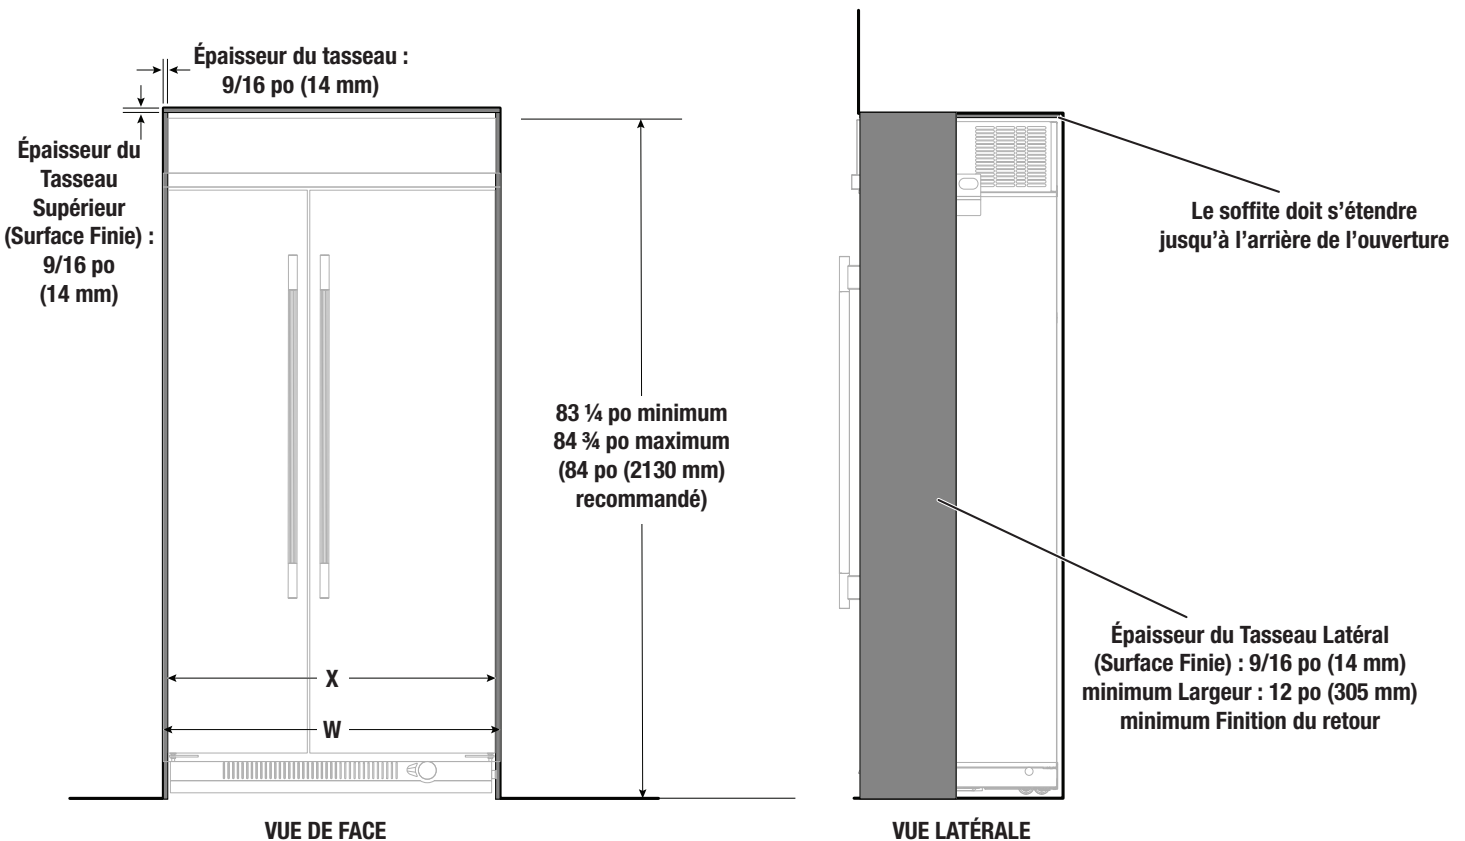 Épaisseur du tasseau :
9/16 po (14 mm)
Épaisseur du
Tasseau
Supérieur
(Surface Finie) :
9/16 po
(14 mm)
83 ¼ po minimum
84 ¾ po maximum
(84 po (2130 mm)
recommandé)
X
W
VUE DE FACE
Le soffite doit s’étendre
jusqu’à l’arrière de l’ouverture
Épaisseur du Tasseau Latéral
(Surface Finie) : 9/16 po (14 mm)
minimum Largeur : 12 po (305 mm)
minimum Finition du retour
VUE LATÉRALE